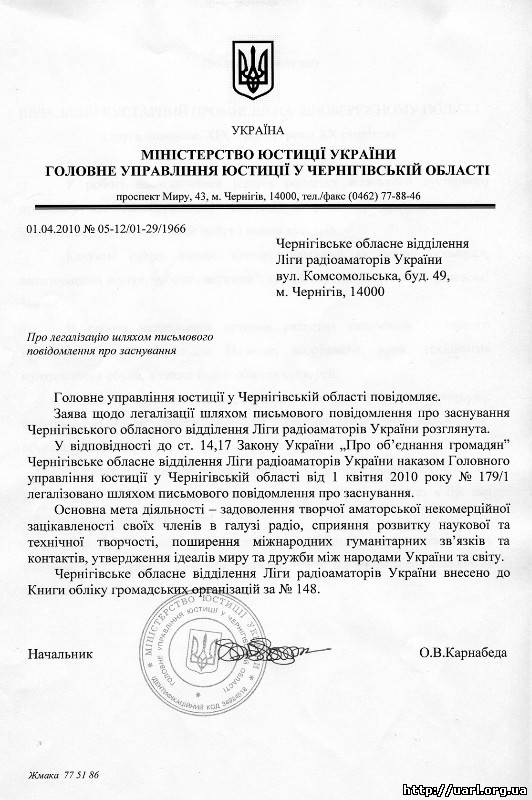 УКРАЇНА
МІНІСТЕРСТВО ЮСТИЦІЇ УКРАЇНИ
ГОЛОВНЕ УПРАВЛІННЯ ЮСТИЦІЇ У ЧЕРНІГІВСЬКІЙ ОБЛАСТІ
проспект Миру, 43, м. Чернігів, 14000, тел./факс (0462) 77-88-46
01.04.2010 № 05-12/01-29/1966
Чернігівське обласне відділення
Ліги радіоаматорів України
вул. Комсомольська, буд. 49,
м. Чернігів, 14000
Про легалізацію шляхом письмового
повідомлення про заснування
Головне управління юстиції у Чернігівській області повідомляє.
Заява щодо легалізації шляхом письмового повідомлення про заснування
Чернігівського обласного відділення Ліги радіоаматорів України розглянута.
У відповідності до ст. 14,17 Закону України „Про об’єднання громадян”
Чернігівське обласне відділення Ліги радіоаматорів України наказом Головного
управління юстиції у Чернігівській області від 1 квітня 2010 року № 179/1
легалізовано шляхом письмового повідомлення про заснування.
Основна мета діяльності – задоволення творчої аматорської некомерційної
зацікавленості своїх членів в галузі радіо, сприяння розвитку наукової та
технічної творчості, поширення міжнародних гуманітарних зв’язків та
контактів, утвердження ідеалів миру та дружби між народами України та світу.
Чернігівське обласне відділення Ліги радіоаматорів України внесено до
Книги обліку громадських організацій за № 148.
МІНІСТЕРСТВО ЮСТИЦІЇ УКРАЇНИ
ГОЛОВНЕ УПРАВЛІННЯ ЮСТИЦІЇ У ЧЕРНІГІВСЬКІЙ ОБЛАСТІ
ІДЕНТИФІКАЦІЙНИЙ КОД
Начальник
О.В.Карнабеда
Жмака 77 51 86
http://uarl.org.ua